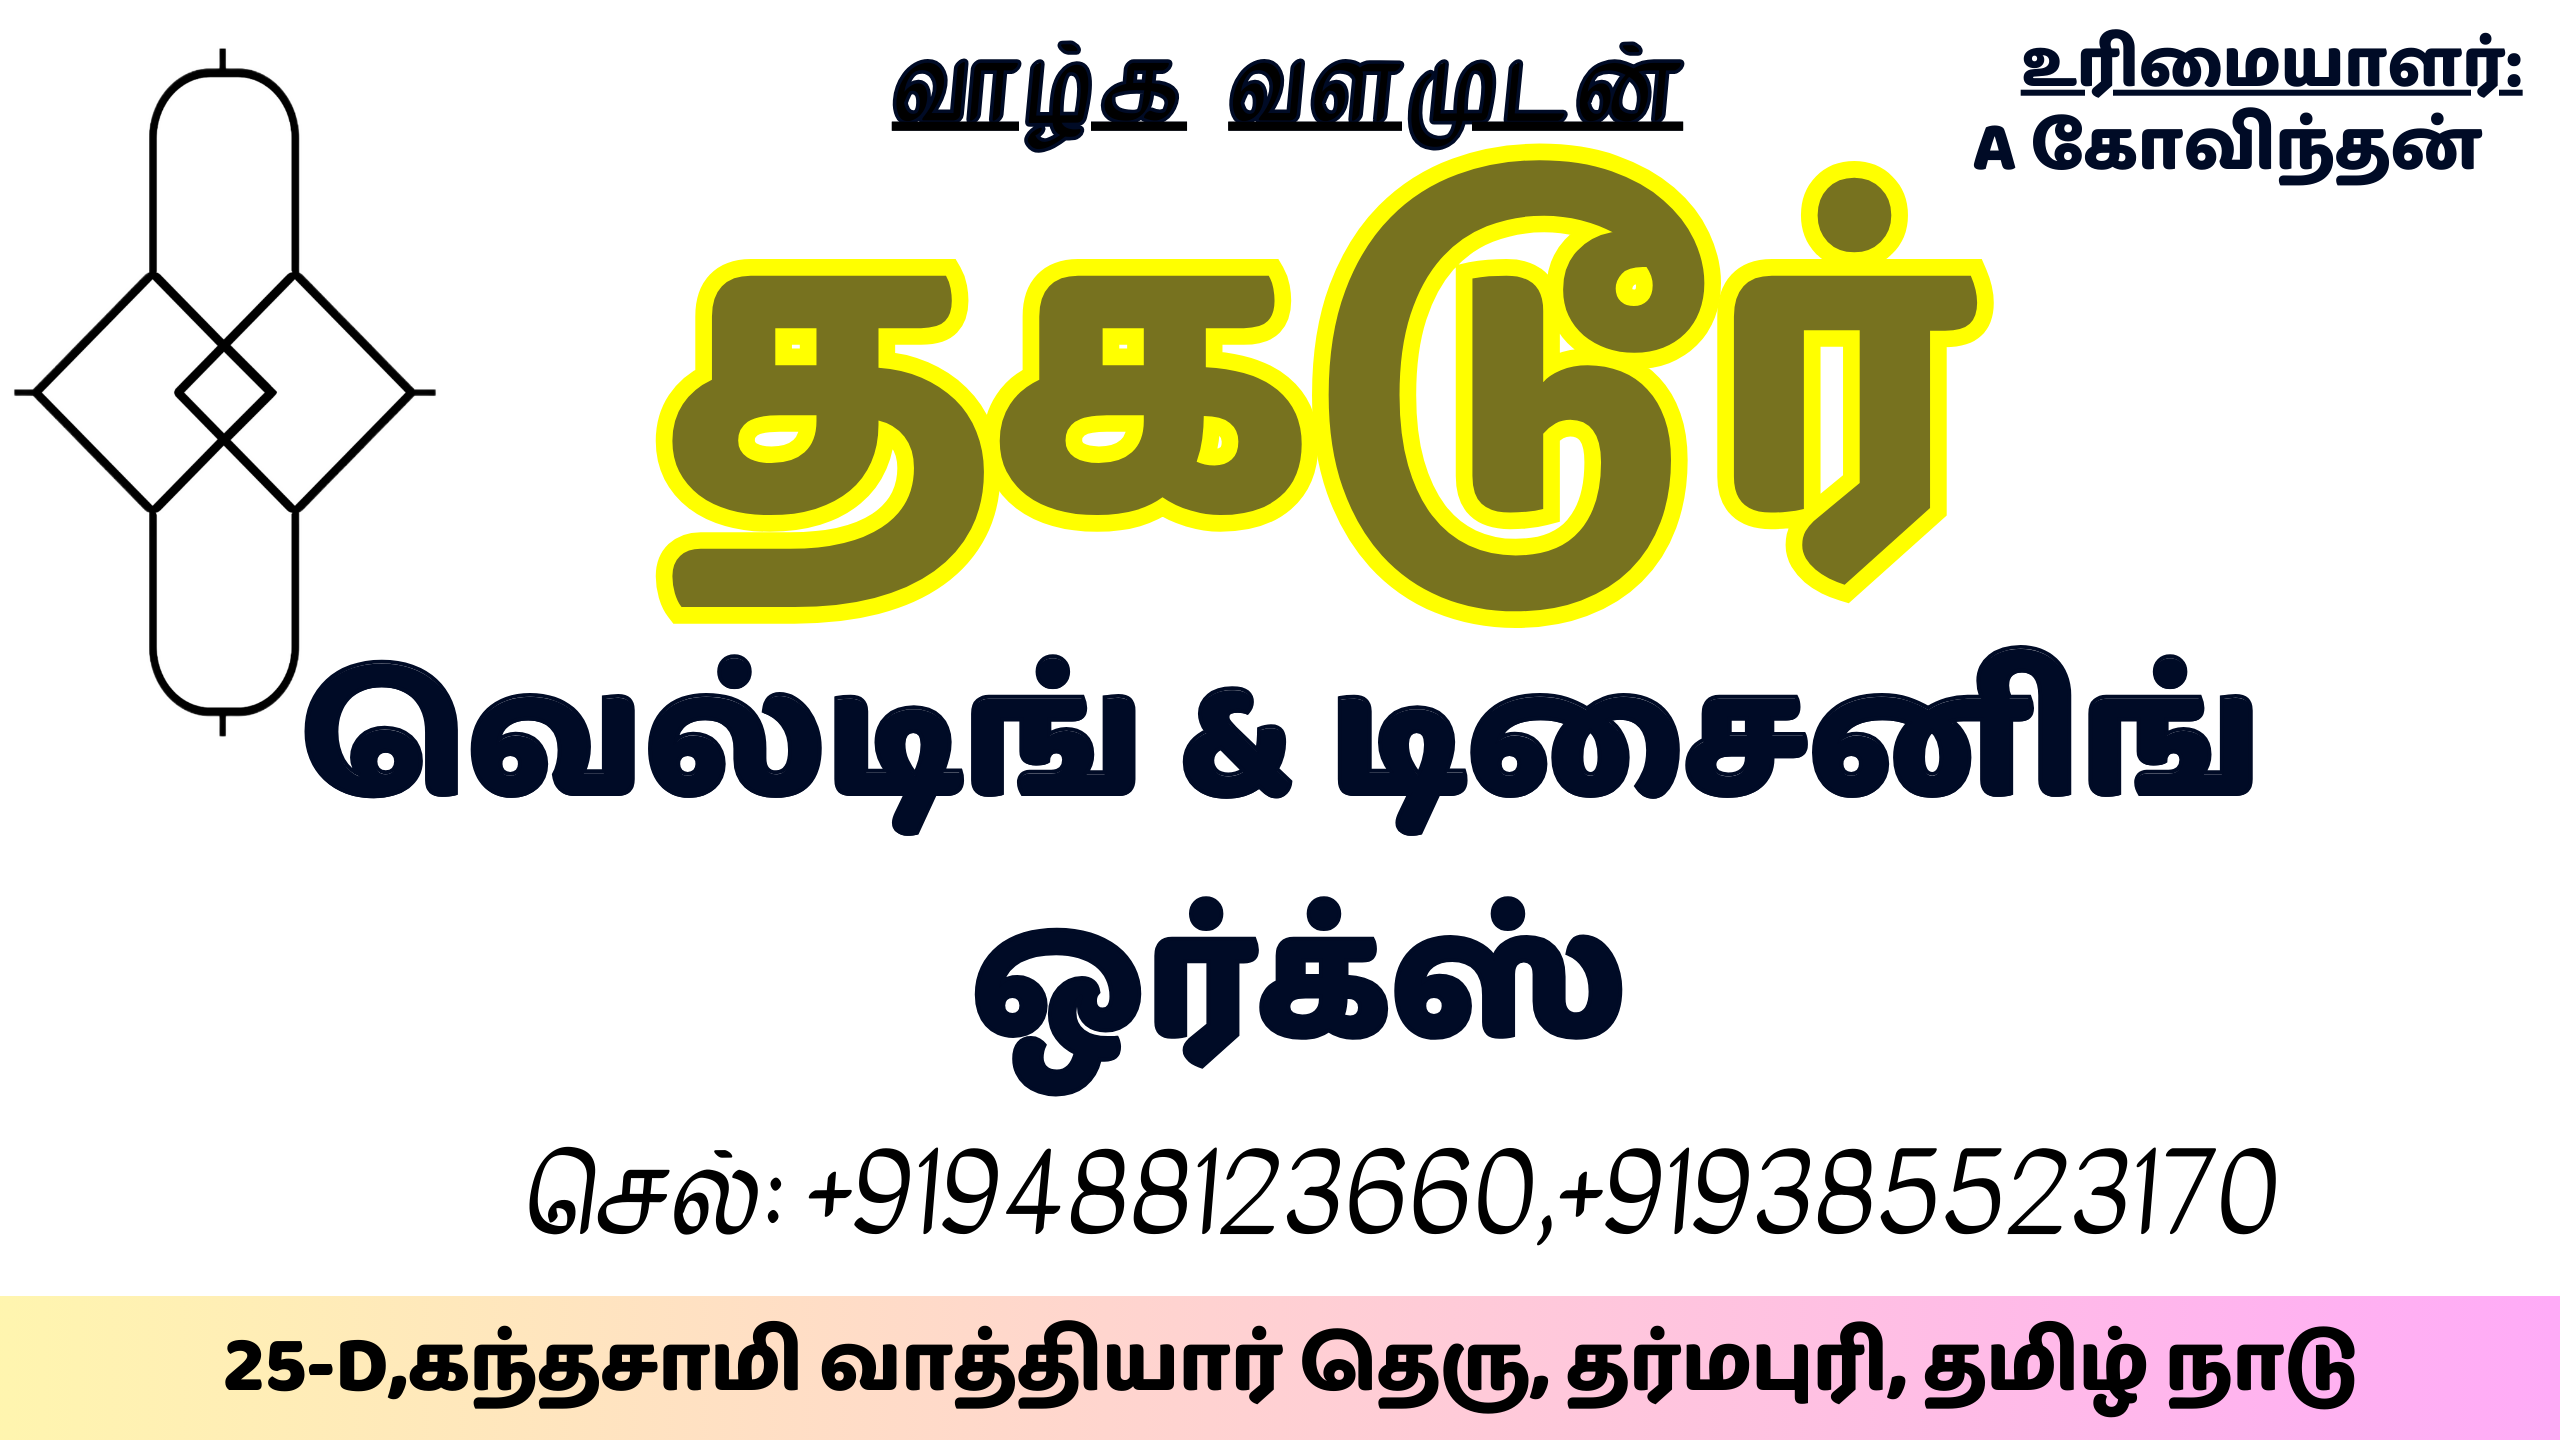 வாழ்க வளமுடன்
உரிமையாளர்:
A கோவிந்தன்
தகடூர்
வெல்டிங் & டிசைனிங்
ஒர்க்ஸ்
செல்: +919488123660,+919385523170
25-D,கந்தசாமி வாத்தியார் தெரு, தர்மபுரி, தமிழ் நாடு